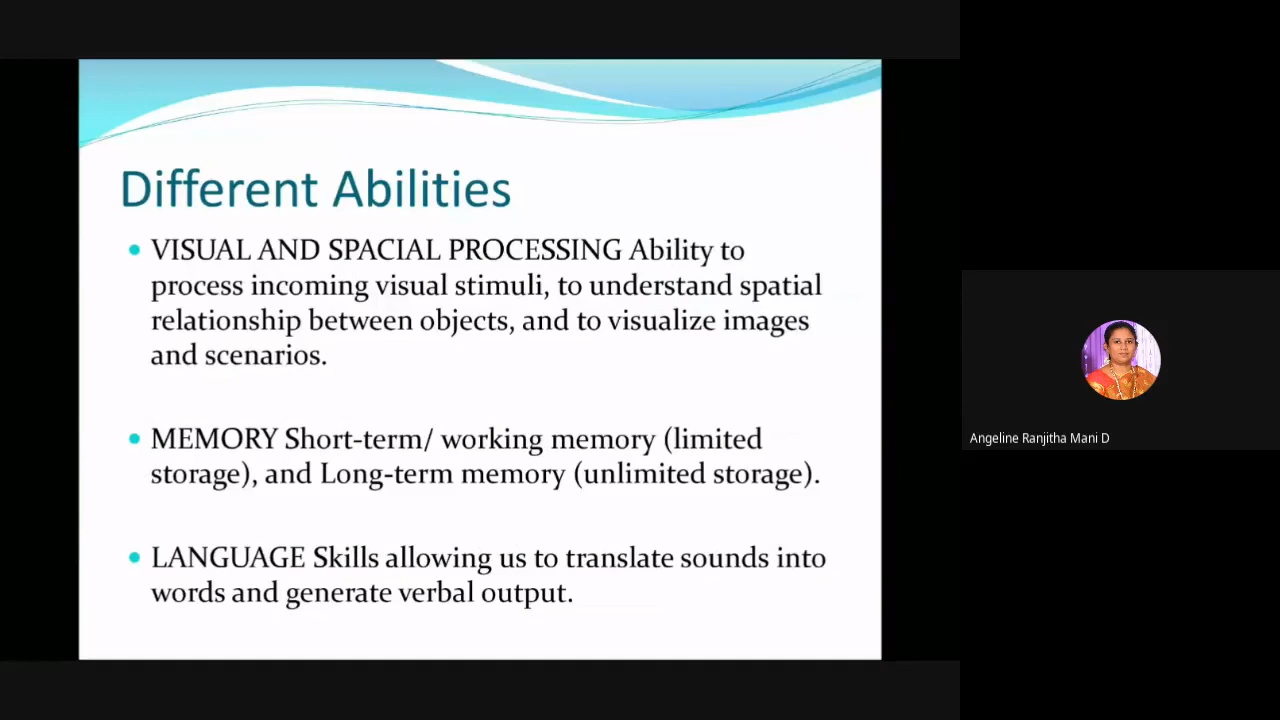 Different Abilities
VISUAL AND SPACIAL PROCESSING Ability to
process incoming visual stimuli, to understand spatial
relationship between objects, and to visualize images
and scenarios.
MEMORY Short-term/ working memory (limited
storage), and Long-term memory (unlimited storage).
LANGUAGE Skills allowing us to translate sounds into
words and generate verbal output.
Angeline Ranjitha Mani D